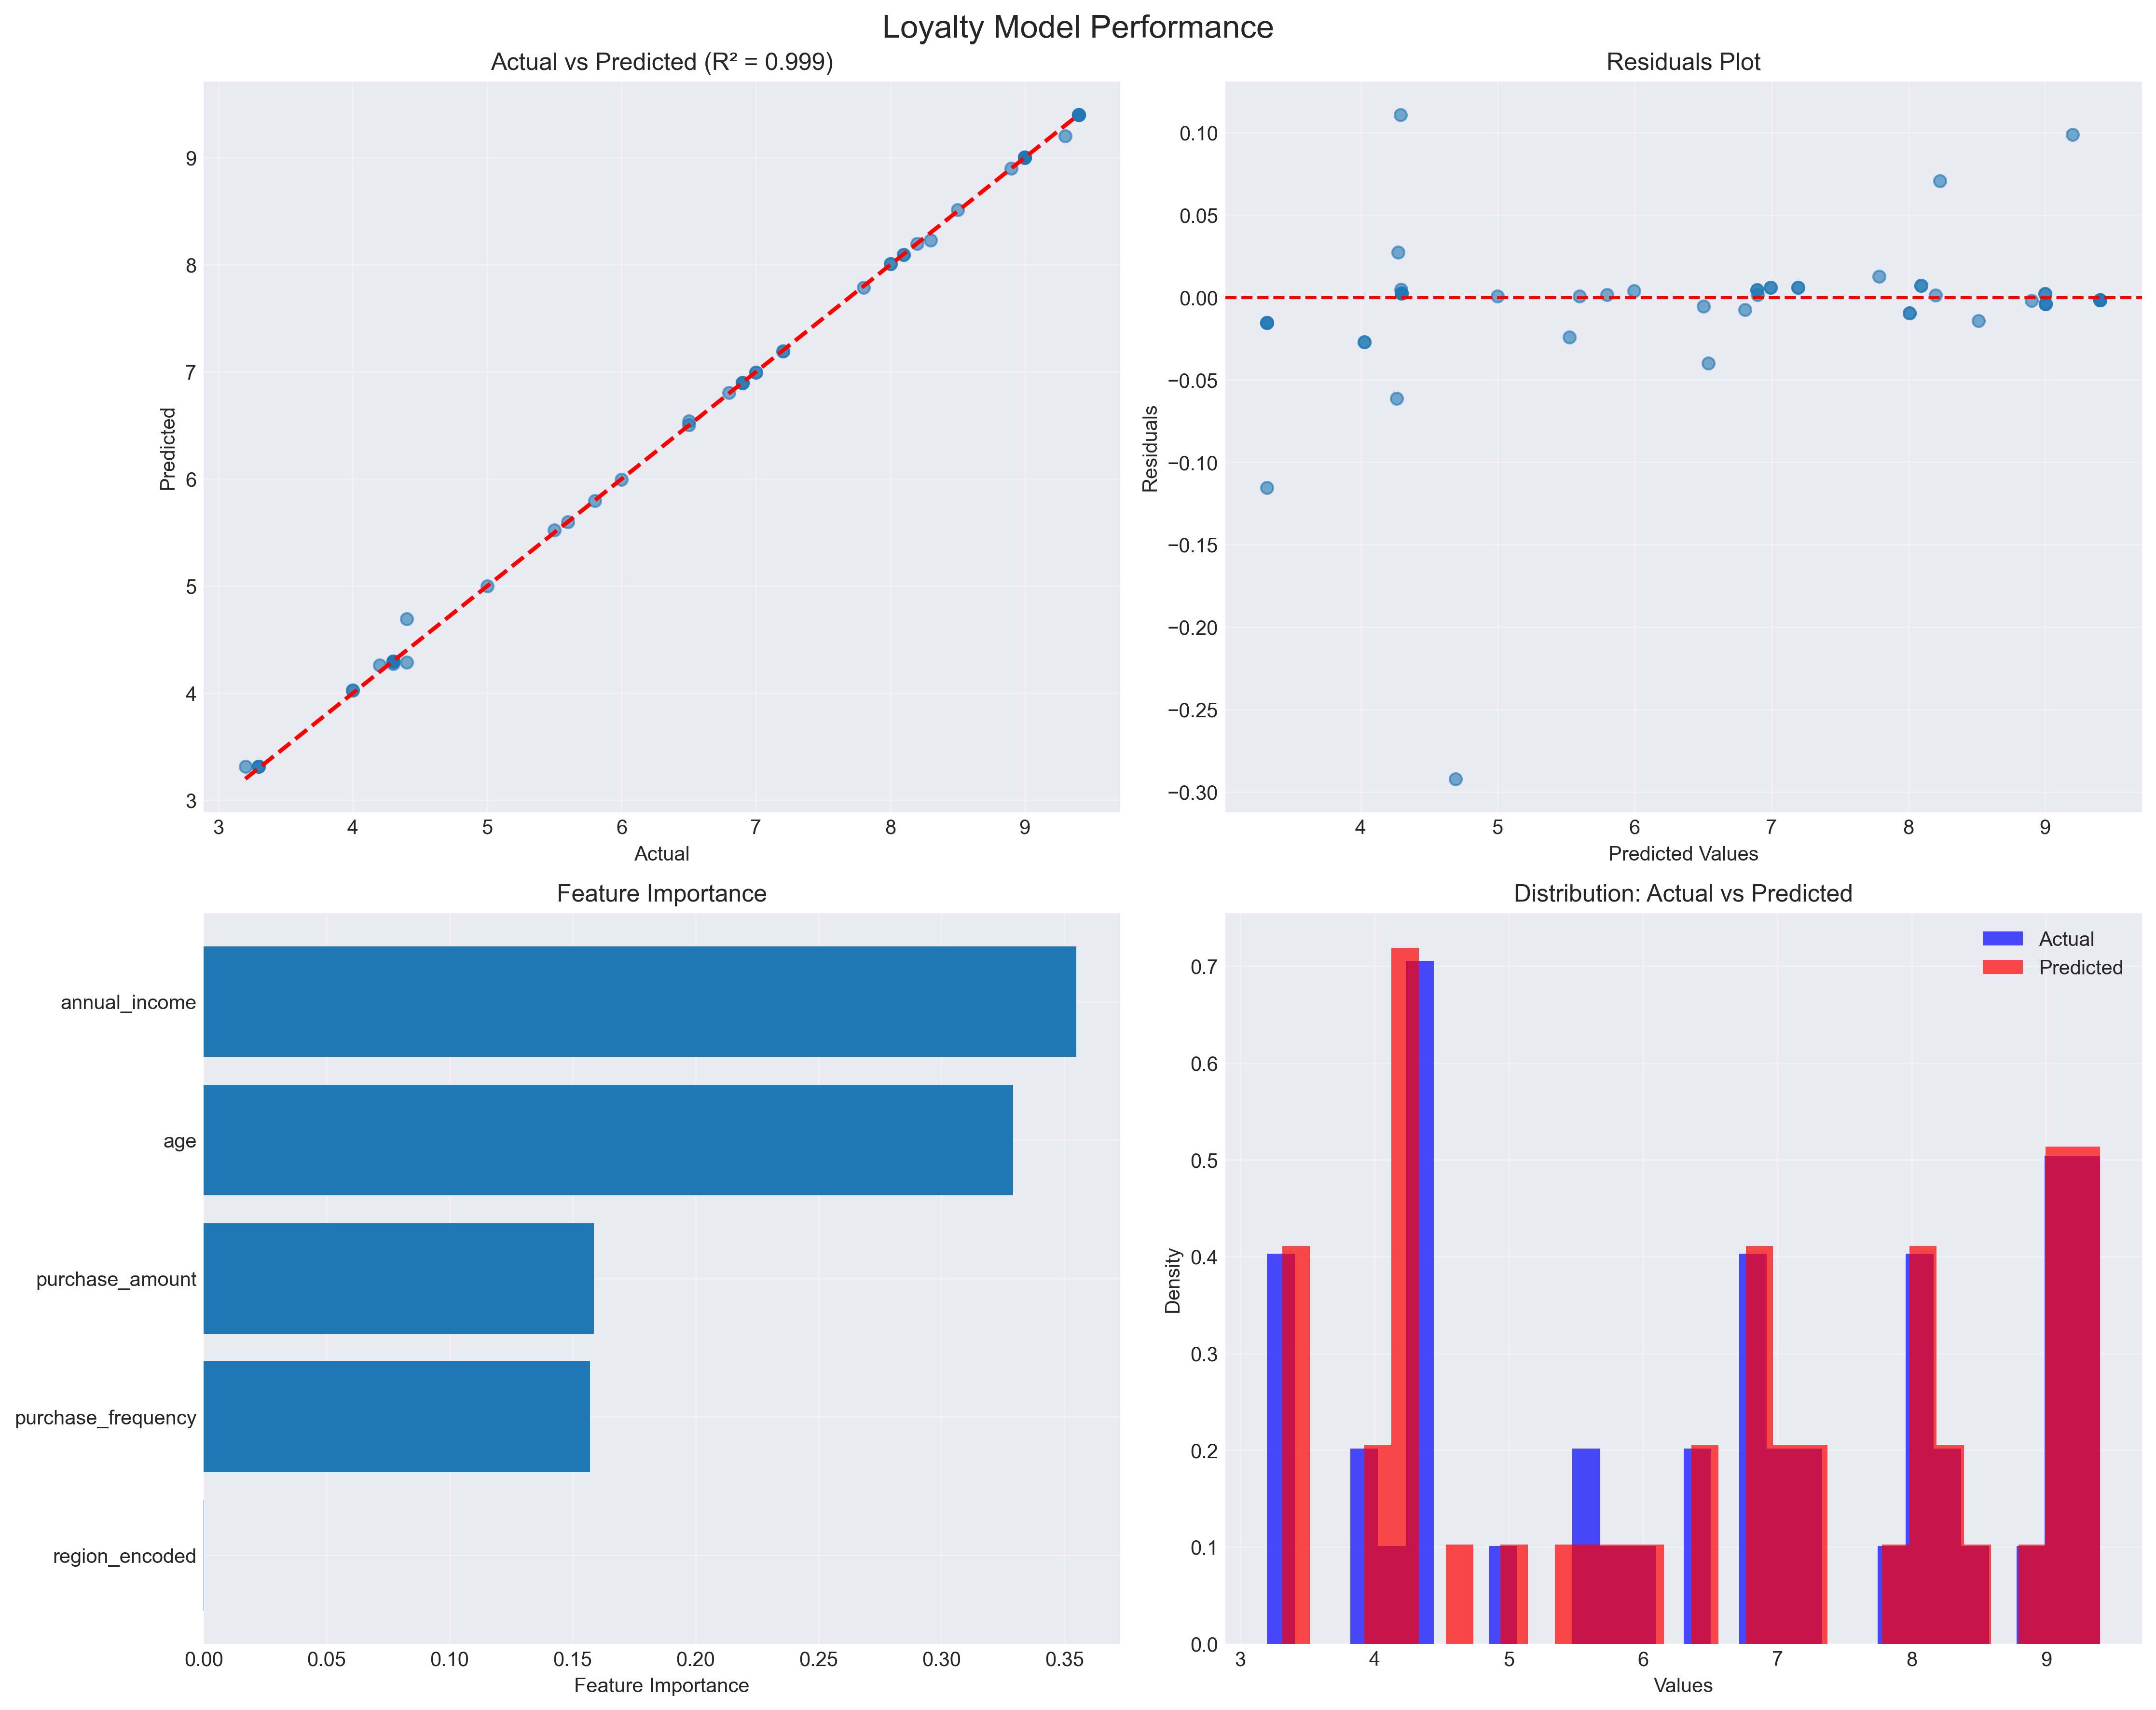 Loyalty Model Performance
Actual vs Predicted (R² = 0.999)
9
8
7
6
5
4
3
Predicted
3 4 5 6 7 8 9
Actual
Residuals Plot
0.10
0.05
0.00
−0.05
−0.10
−0.15
−0.20
−0.25
−0.30
Residuals
4 5 6 7 8 9
Predicted Values
Feature Importance
annual_income
age
purchase_amount
purchase_frequency
region_encoded
0.00 0.05 0.10 0.15 0.20 0.25 0.30 0.35
Feature Importance
Distribution: Actual vs Predicted
Actual
Predicted
0.7
0.6
0.5
0.4
0.3
0.2
0.1
0.0
Density
3 4 5 6 7 8 9
Values